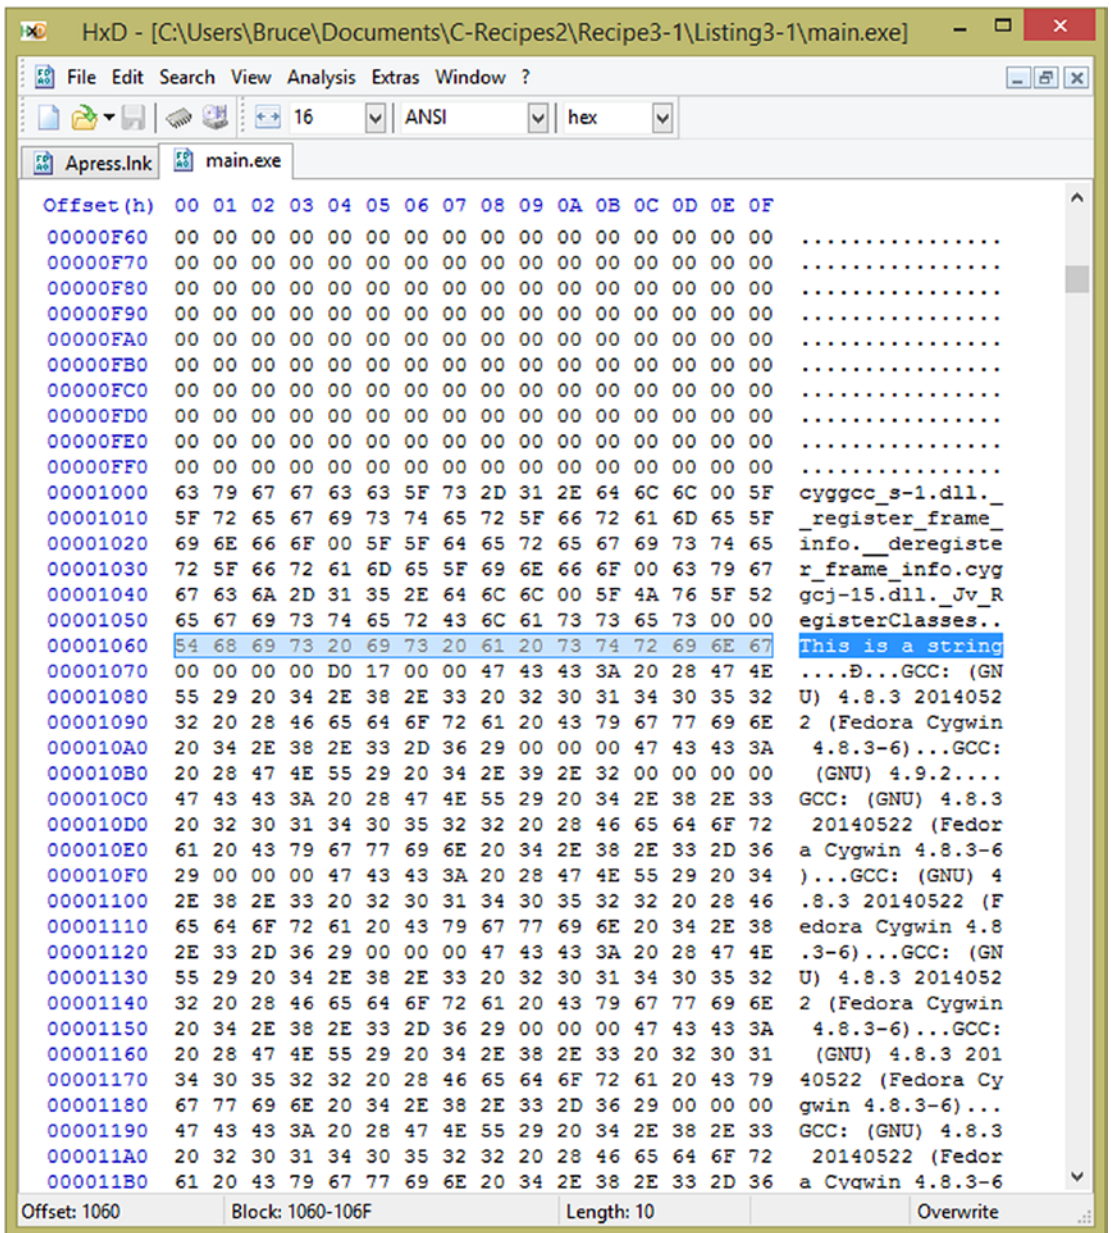 HxD - [C:\Users\Bruce\Documents\C-Recipes2\Recipe3-1\Listing3-1\main.exe]
File Edit Search View Analysis Extras Window ?
16 ANSI hex
Apress.lnk main.exe
Offset(h) 00 01 02 03 04 05 06 07 08 09 0A 0B 0C 0D 0E 0F
00000F60 00 00 00 00 00 00 00 00 00 00 00 00 00 00 00 00 ................
00000F70 00 00 00 00 00 00 00 00 00 00 00 00 00 00 00 00 ................
00000F80 00 00 00 00 00 00 00 00 00 00 00 00 00 00 00 00 ................
00000F90 00 00 00 00 00 00 00 00 00 00 00 00 00 00 00 00 ................
00000FA0 00 00 00 00 00 00 00 00 00 00 00 00 00 00 00 00 ................
00000FB0 00 00 00 00 00 00 00 00 00 00 00 00 00 00 00 00 ................
00000FC0 00 00 00 00 00 00 00 00 00 00 00 00 00 00 00 00 ................
00000FD0 00 00 00 00 00 00 00 00 00 00 00 00 00 00 00 00 ................
00000FE0 00 00 00 00 00 00 00 00 00 00 00 00 00 00 00 00 ................
00000FF0 00 00 00 00 00 00 00 00 00 00 00 00 00 00 00 00 ................
00001000 63 79 67 67 63 63 5F 73 2D 31 2E 64 6C 6C 00 5F cyggcc_s-1.dll._
00001010 5F 72 65 67 69 73 74 65 72 5F 66 72 61 6D 65 5F _register_frame_
00001020 69 6E 66 6F 00 5F 5F 64 65 72 65 67 69 73 74 65 info.__deregiste
00001030 72 5F 66 72 61 6D 65 5F 69 6E 66 6F 00 63 79 67 r_frame_info.cyg
00001040 67 63 6A 2D 31 35 2E 64 6C 6C 00 5F 4A 76 5F 52 gcj-15.dll._Jv_R
00001050 65 67 69 73 74 65 72 43 6C 61 73 73 65 73 00 00 egisterClasses..
00001060 54 68 69 73 20 69 73 20 61 20 73 74 72 69 6E 67 This is a string
00001070 00 00 00 00 D0 17 00 00 47 43 43 3A 20 28 47 4E ....Đ...GCC: (GN
00001080 55 29 20 34 2E 38 2E 33 20 32 30 31 34 30 35 32 U) 4.8.3 2014052
00001090 32 20 28 46 65 64 6F 72 61 20 43 79 67 77 69 6E 2 (Fedora Cygwin
000010A0 20 34 2E 38 2E 33 2D 36 29 00 00 00 47 43 43 3A 4.8.3-6)...GCC:
000010B0 20 28 47 4E 55 29 20 34 2E 39 2E 32 00 00 00 00 (GNU) 4.9.2....
000010C0 47 43 43 3A 20 28 47 4E 55 29 20 34 2E 38 2E 33 GCC: (GNU) 4.8.3
000010D0 20 32 30 31 34 30 35 32 32 20 28 46 65 64 6F 72 20140522 (Fedor
000010E0 61 20 43 79 67 77 69 6E 20 34 2E 38 2E 33 2D 36 a Cygwin 4.8.3-6
000010F0 29 00 00 00 47 43 43 3A 20 28 47 4E 55 29 20 34 )...GCC: (GNU) 4
00001100 2E 38 2E 33 20 32 30 31 34 30 35 32 32 20 28 46 .8.3 20140522 (F
00001110 65 64 6F 72 61 20 43 79 67 77 69 6E 20 34 2E 38 edora Cygwin 4.8
00001120 2E 33 2D 36 29 00 00 00 47 43 43 3A 20 28 47 4E .3-6)...GCC: (GN
00001130 55 29 20 34 2E 38 2E 33 20 32 30 31 34 30 35 32 U) 4.8.3 2014052
00001140 32 20 28 46 65 64 6F 72 61 20 43 79 67 77 69 6E 2 (Fedora Cygwin
00001150 20 34 2E 38 2E 33 2D 36 29 00 00 00 47 43 43 3A 4.8.3-6)...GCC:
00001160 20 28 47 4E 55 29 20 34 2E 38 2E 33 20 32 30 31 (GNU) 4.8.3 201
00001170 34 30 35 32 32 20 28 46 65 64 6F 72 61 20 43 79 40522 (Fedora Cy
00001180 67 77 69 6E 20 34 2E 38 2E 33 2D 36 29 00 00 00 gwin 4.8.3-6)...
00001190 47 43 43 3A 20 28 47 4E 55 29 20 34 2E 38 2E 33 GCC: (GNU) 4.8.3
000011A0 20 32 30 31 34 30 35 32 32 20 28 46 65 64 6F 72 20140522 (Fedor
000011B0 61 20 43 79 67 77 69 6E 20 34 2E 38 2E 33 2D 36 a Cygwin 4.8.3-6
Offset: 1060 Block: 1060-106F Length: 10 Overwrite